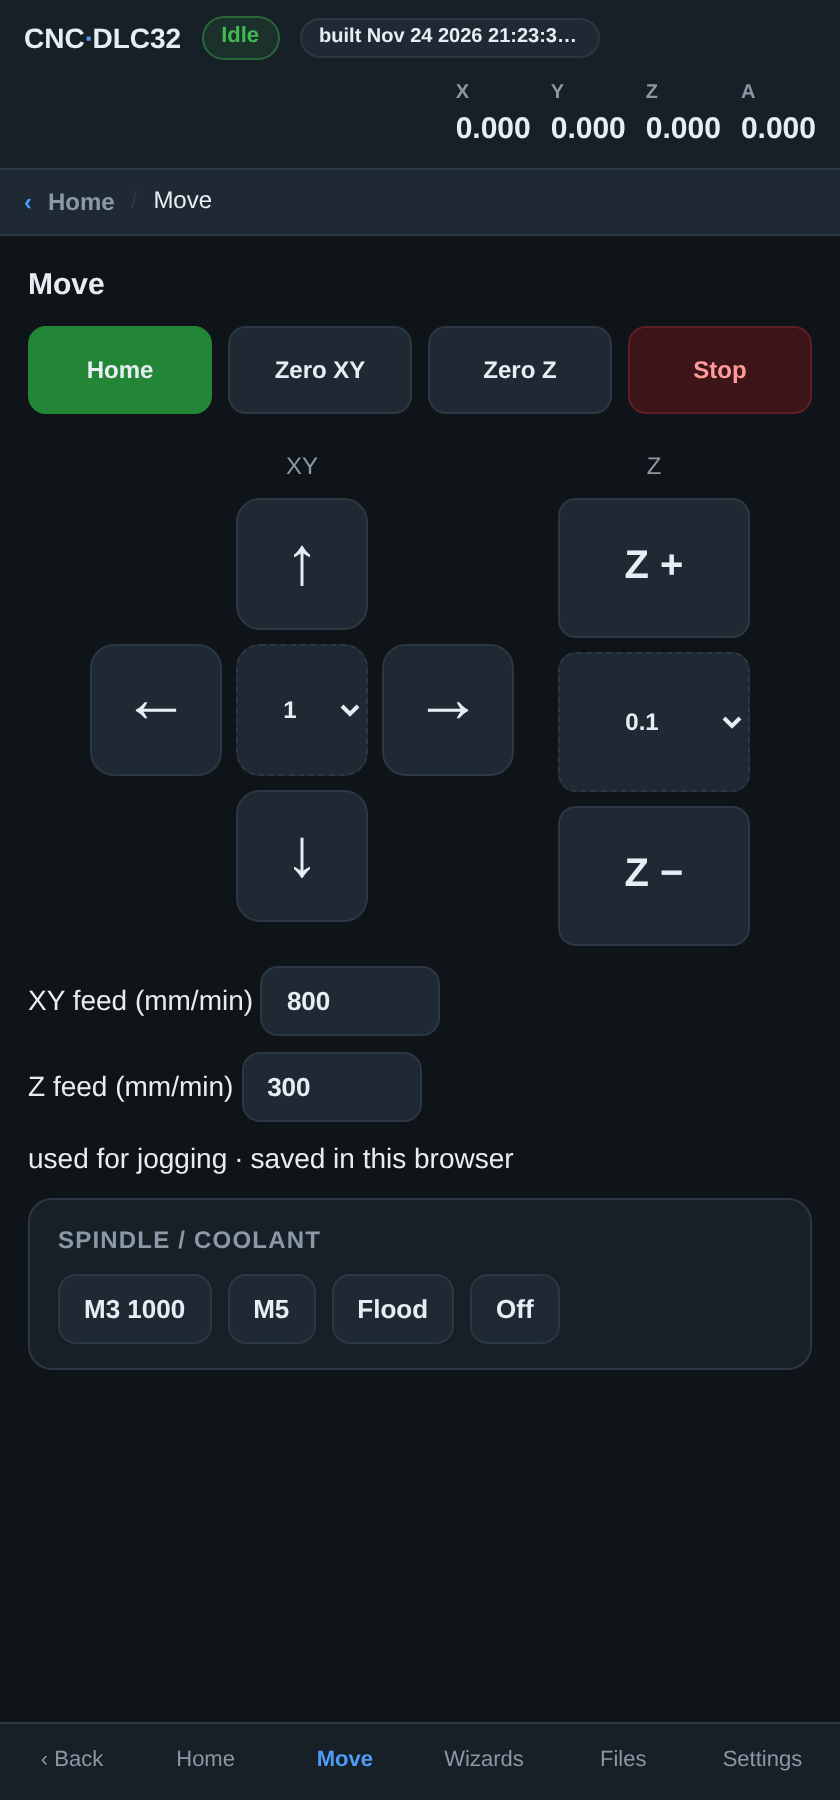 CNC·DLC32 Idle built Nov 24 2026 21:23:3…
X Y Z A
0.000 0.000 0.000 0.000
‹ Home / Move
Move
Home Zero XY Zero Z Stop
XY Z
↑ Z +
← 1 → 0.1
↓ Z −
XY feed (mm/min) 800
Z feed (mm/min) 300
used for jogging · saved in this browser
SPINDLE / COOLANT
M3 1000 M5 Flood Off
‹ Back Home Move Wizards Files Settings